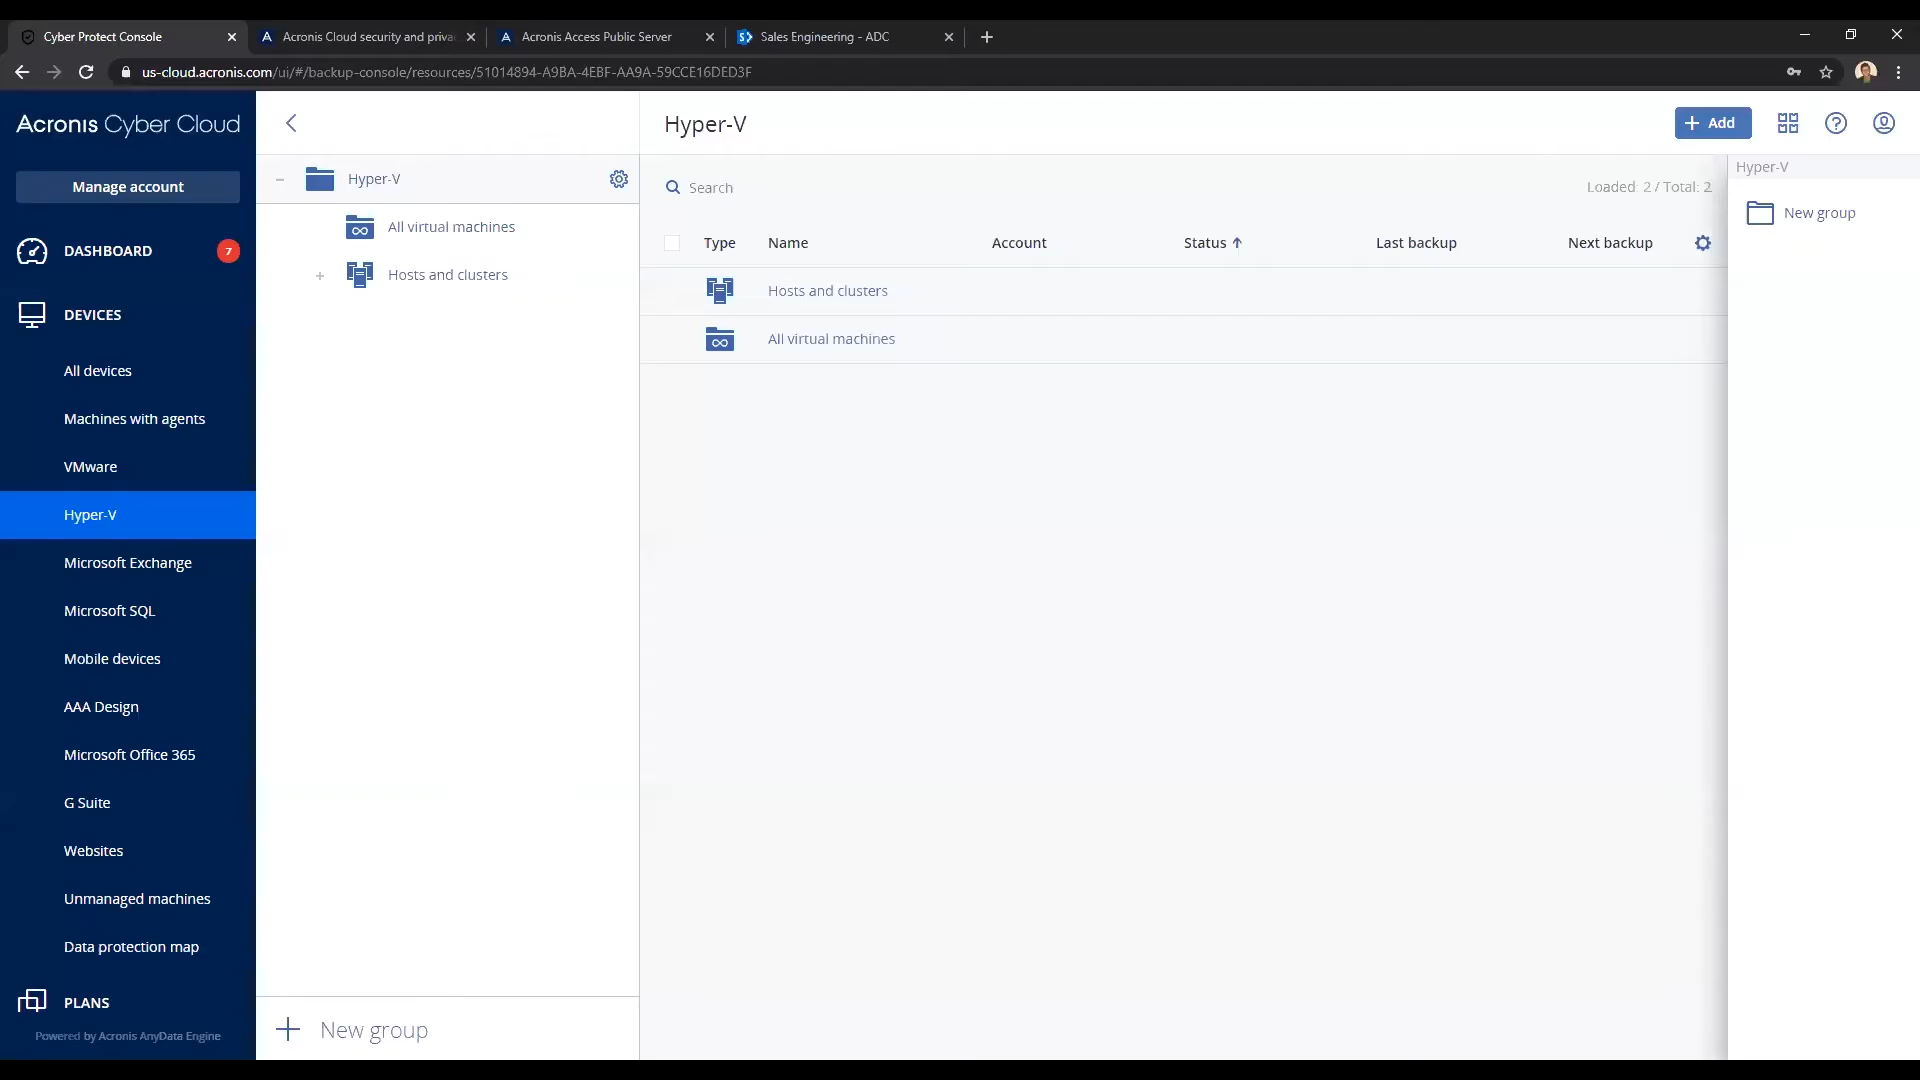 Cyber Protect Console
Acronis Cloud security and priva
Acronis Access Public Server
Sales Engineering - ADC
us-cloud.acronis.com/ui/#/backup-console/resources/51014894-A9BA-4EBF-AA9A-59CCE16DED3F
Acronis Cyber Cloud
Manage account
DASHBOARD
7
DEVICES
All devices
Machines with agents
VMware
Hyper-V
Microsoft Exchange
Microsoft SQL
Mobile devices
AAA Design
Microsoft Office 365
G Suite
Websites
Unmanaged machines
Data protection map
PLANS
Powered by Acronis AnyData Engine
Hyper-V
All virtual machines
Hosts and clusters
New group
Hyper-V
Add
Search
Loaded: 2 / Total: 2
Type Name Account Status Last backup Next backup
Hosts and clusters
All virtual machines
Hyper-V
New group